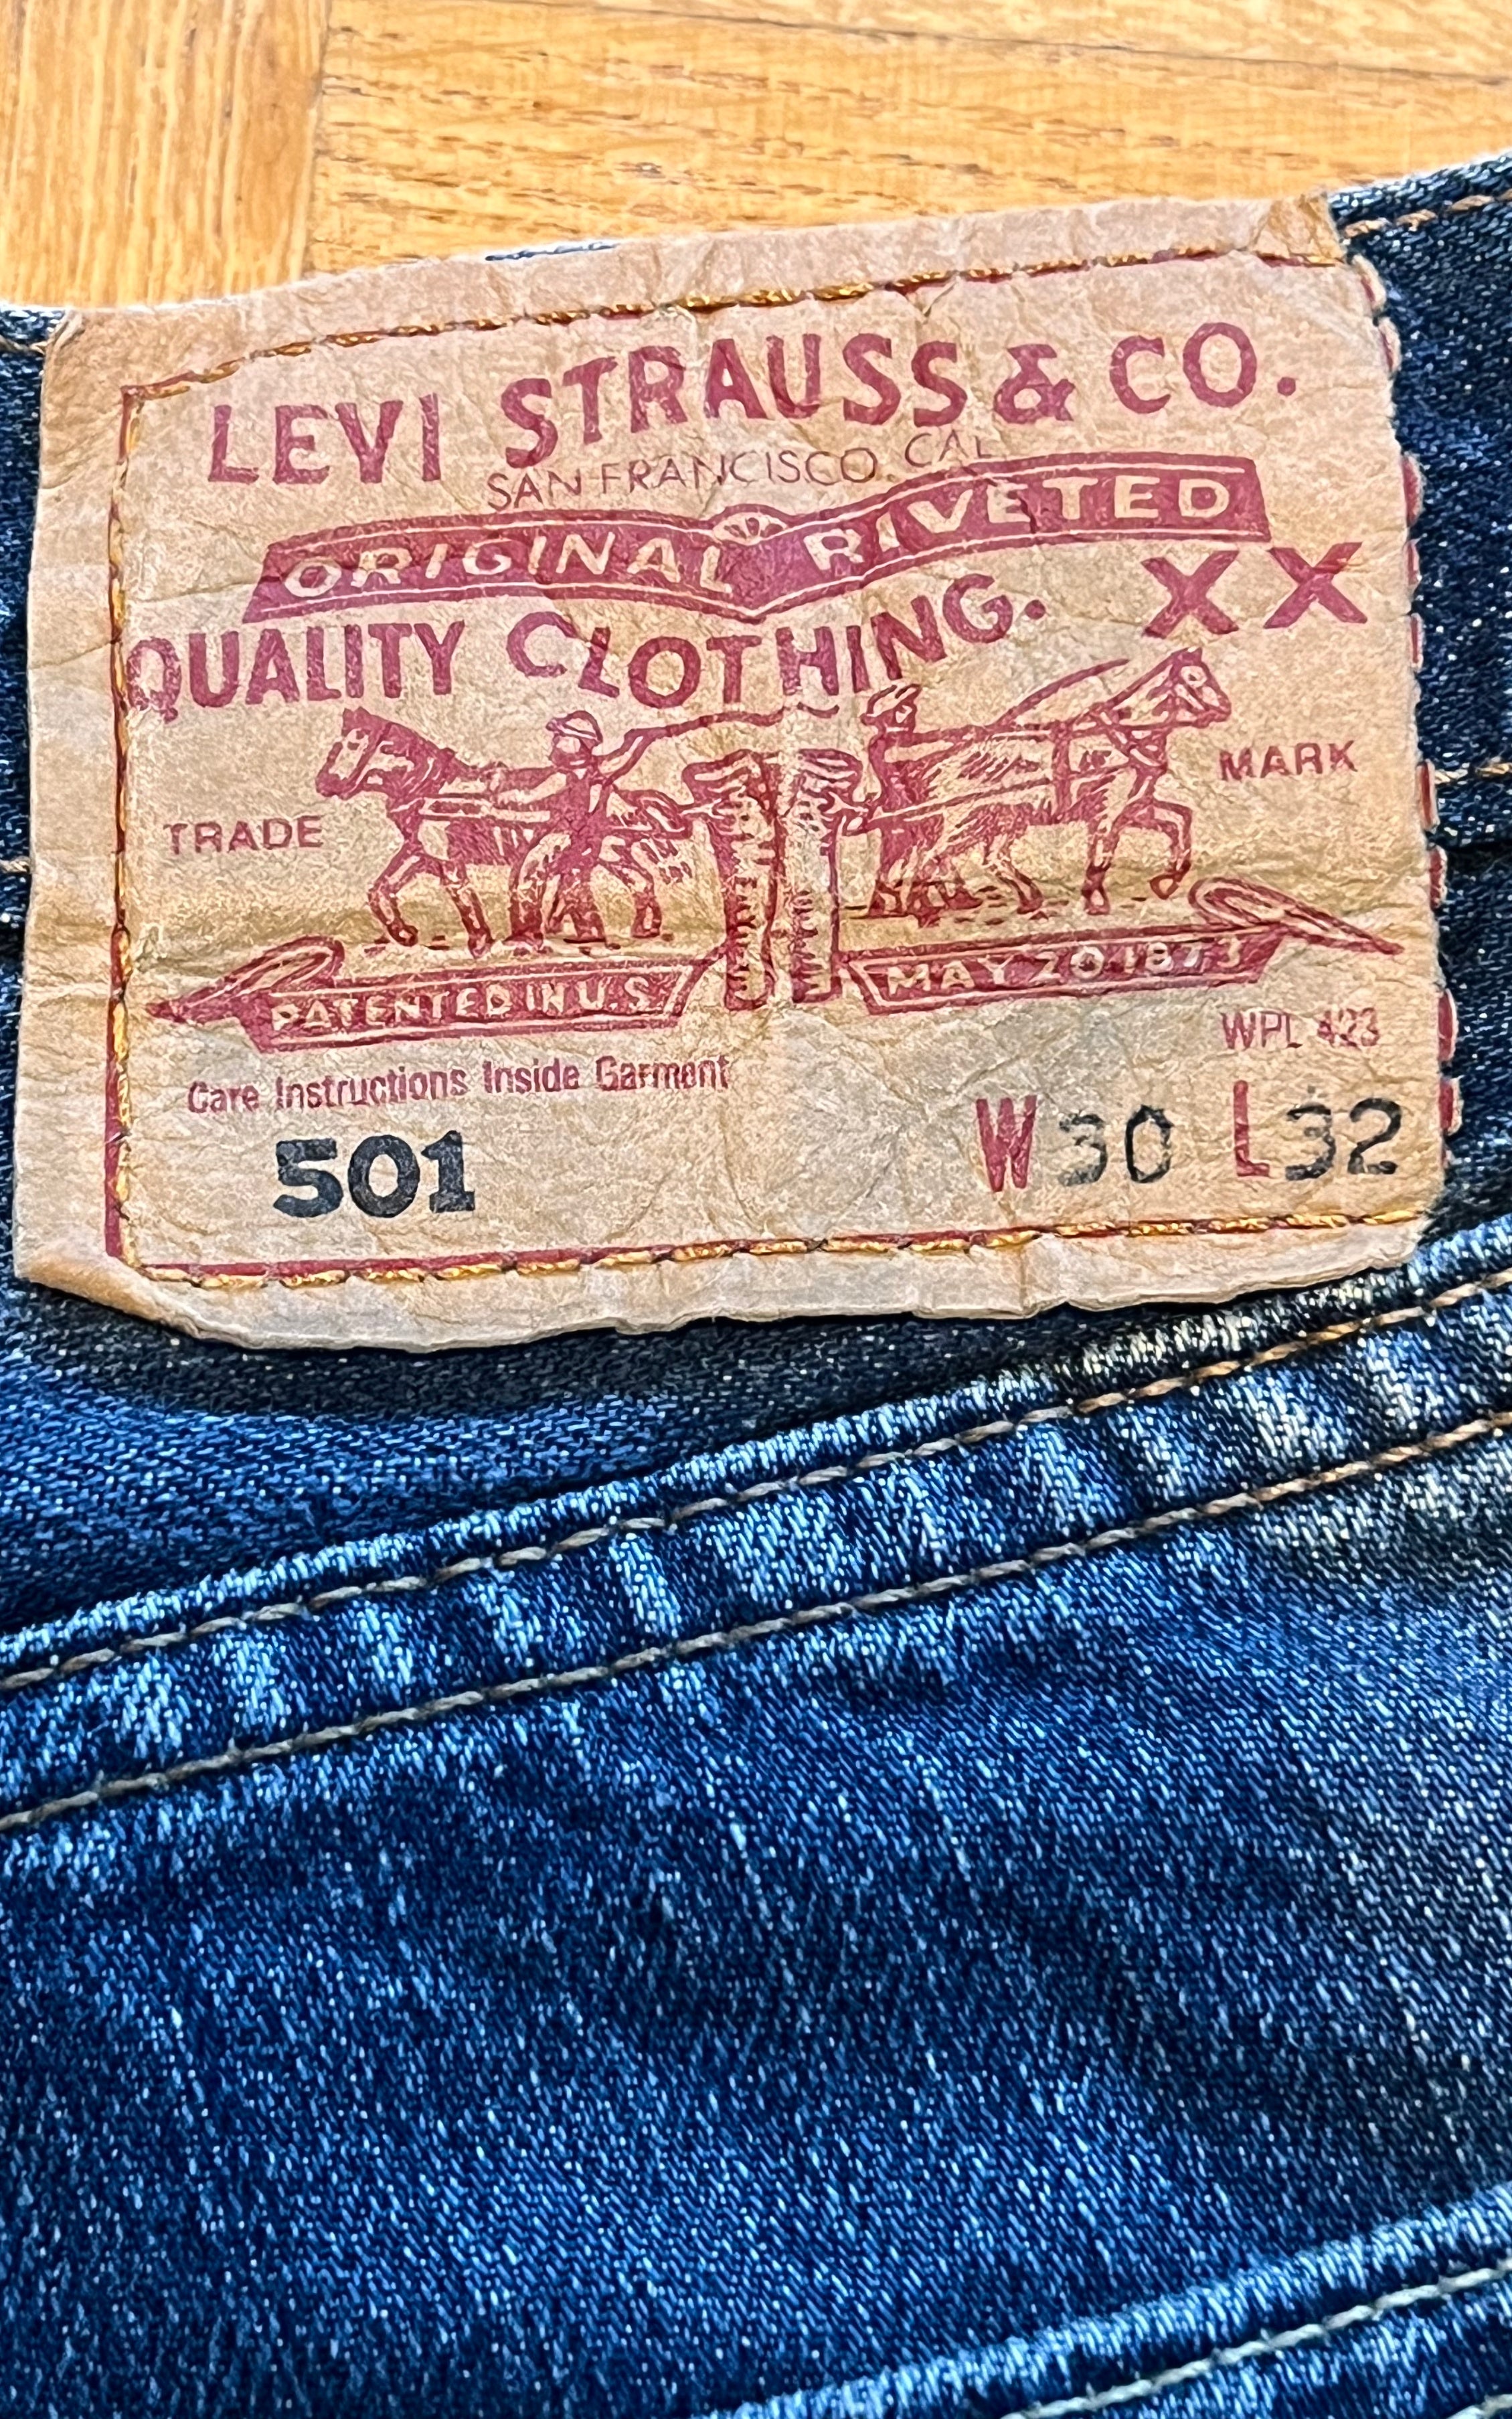 LEVI STRAUSS & CO.
SAN FRANCISCO. CAL
ORIGINAL RIVETED
QUALITY CLOTHING. XX
TRADE MARK
PATENTED IN U.S. MAY 20 1873
WPL 423
Care Instructions Inside Garment
501 W30 L32